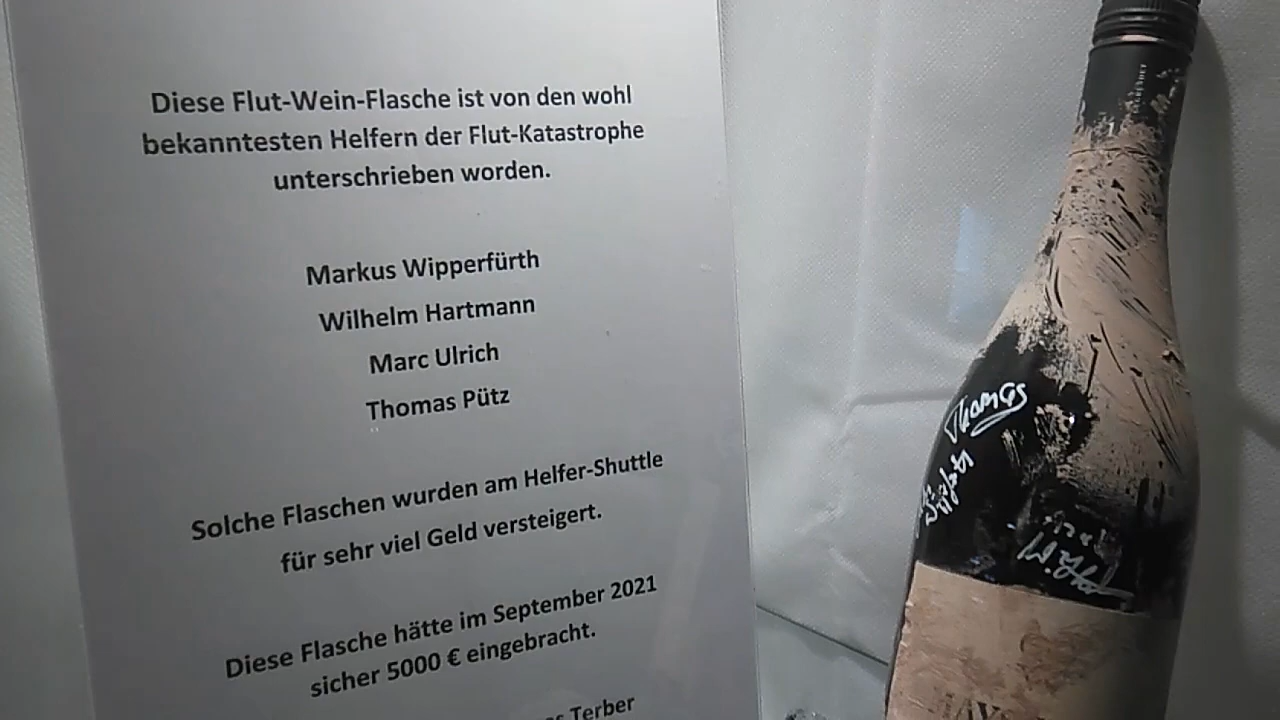 Diese Flut-Wein-Flasche ist von den wohl
bekanntesten Helfern der Flut-Katastrophe
unterschrieben worden.
Markus Wipperfürth
Wilhelm Hartmann
Marc Ulrich
Thomas Pütz
Solche Flaschen wurden am Helfer-Shuttle
für sehr viel Geld versteigert.
Diese Flasche hätte im September 2021
sicher 5000 € eingebracht.
Terber
Thomas